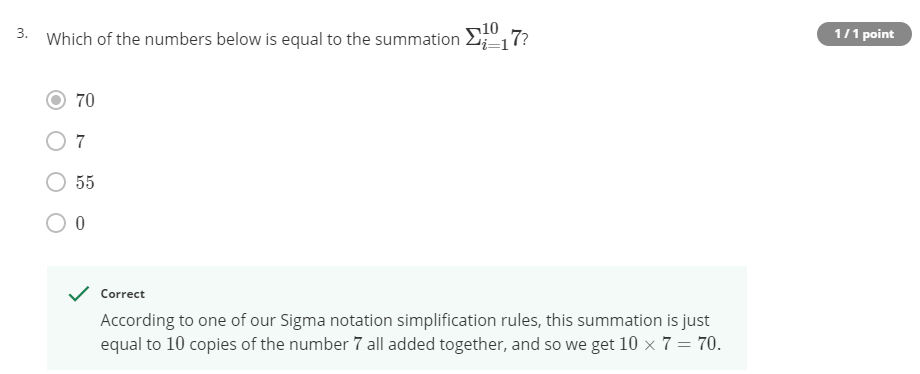 3. Which of the numbers below is equal to the summation $\Sigma_{i=1}^{10} 7$?
1 / 1 point
70
7
55
0
Correct
According to one of our Sigma notation simplification rules, this summation is just
equal to 10 copies of the number 7 all added together, and so we get 10 × 7 = 70.